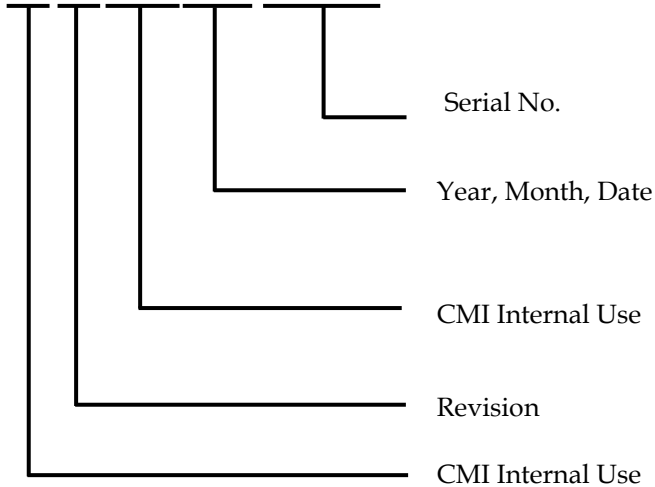 Serial No.
Year, Month, Date
CMI Internal Use
Revision
CMI Internal Use